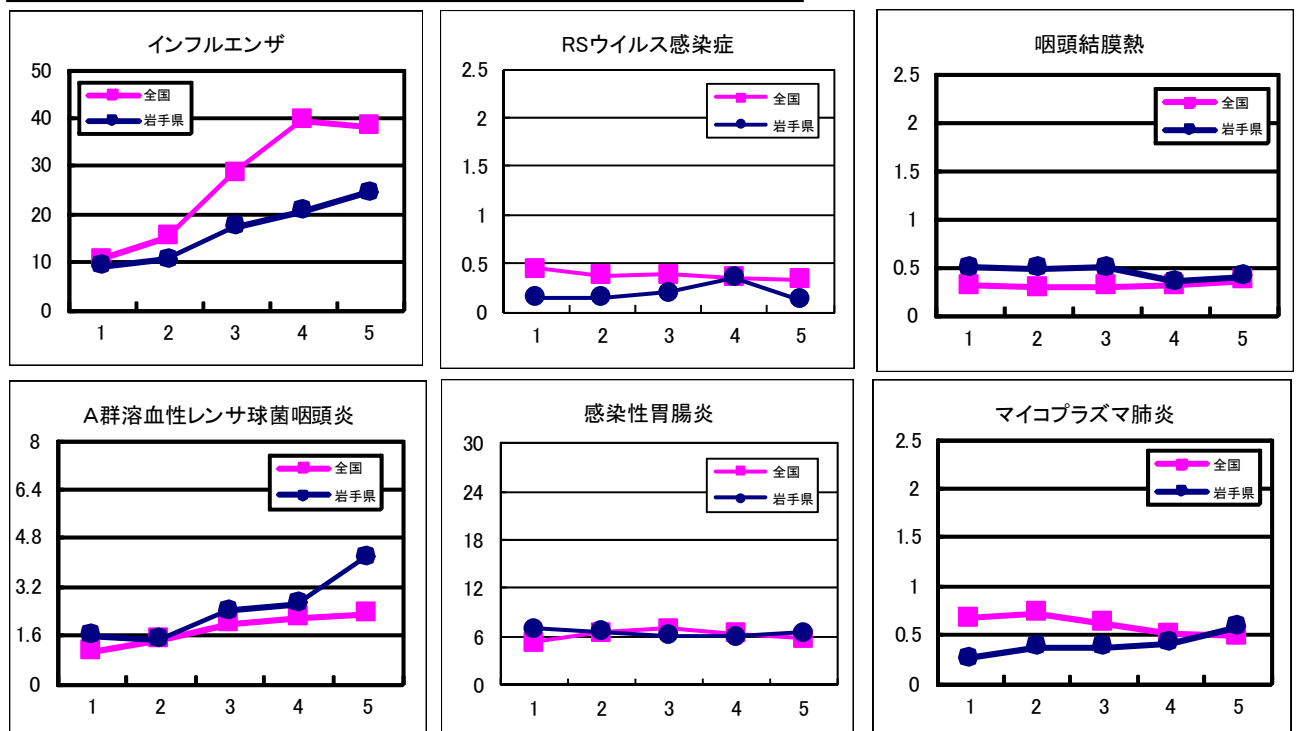 インフルエンザ
50
40
30
20
10
0
全国
岩手県
1 2 3 4 5
RSウイルス感染症
2.5
2
1.5
1
0.5
0
全国
岩手県
1 2 3 4 5
咽頭結膜熱
2.5
2
1.5
1
0.5
0
全国
岩手県
1 2 3 4 5
A群溶血性レンサ球菌咽頭炎
8
6.4
4.8
3.2
1.6
0
全国
岩手県
1 2 3 4 5
感染性胃腸炎
30
24
18
12
6
0
全国
岩手県
1 2 3 4 5
マイコプラズマ肺炎
2.5
2
1.5
1
0.5
0
全国
岩手県
1 2 3 4 5